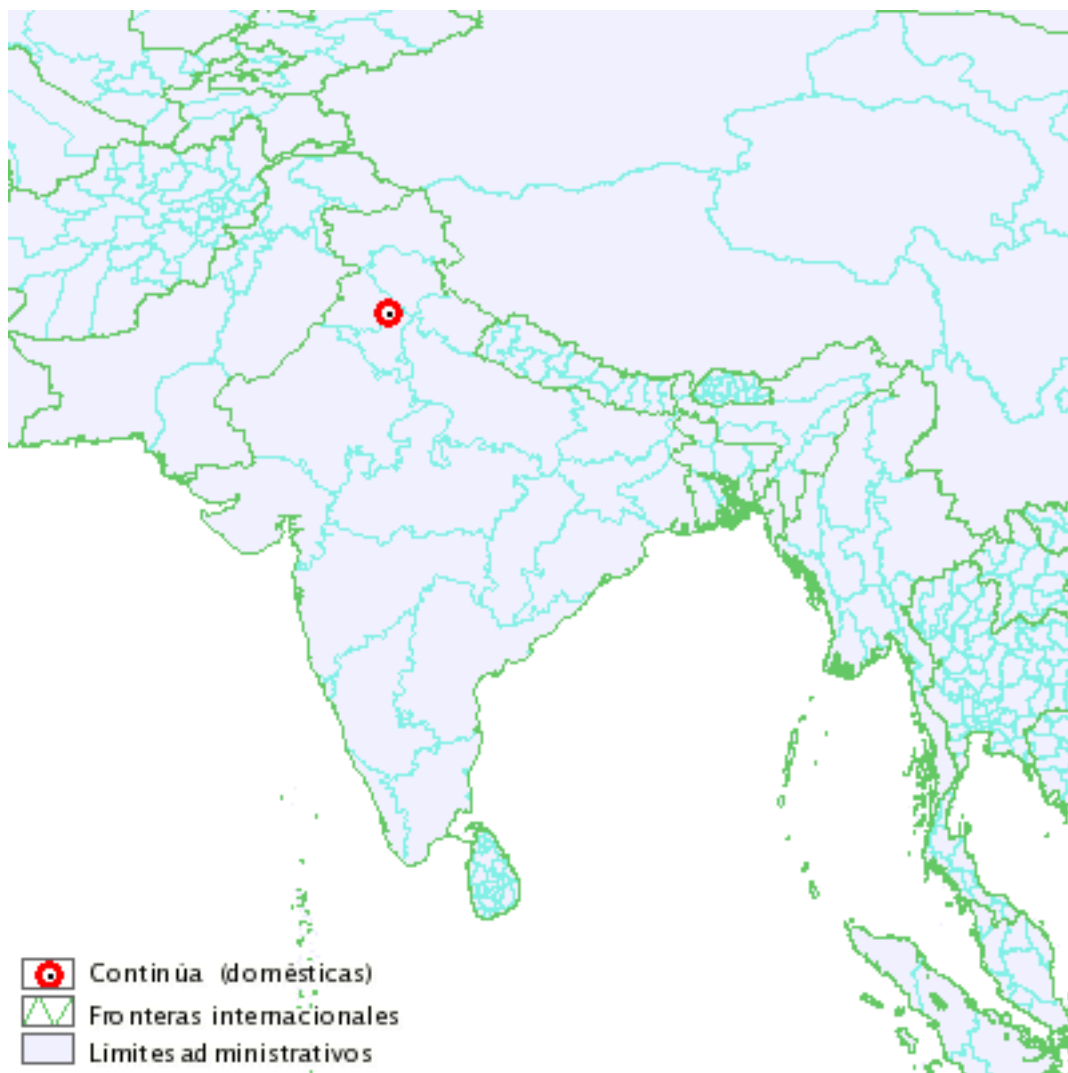 Continúa (domésticas)
Fronteras internacionales
Límites administrativos